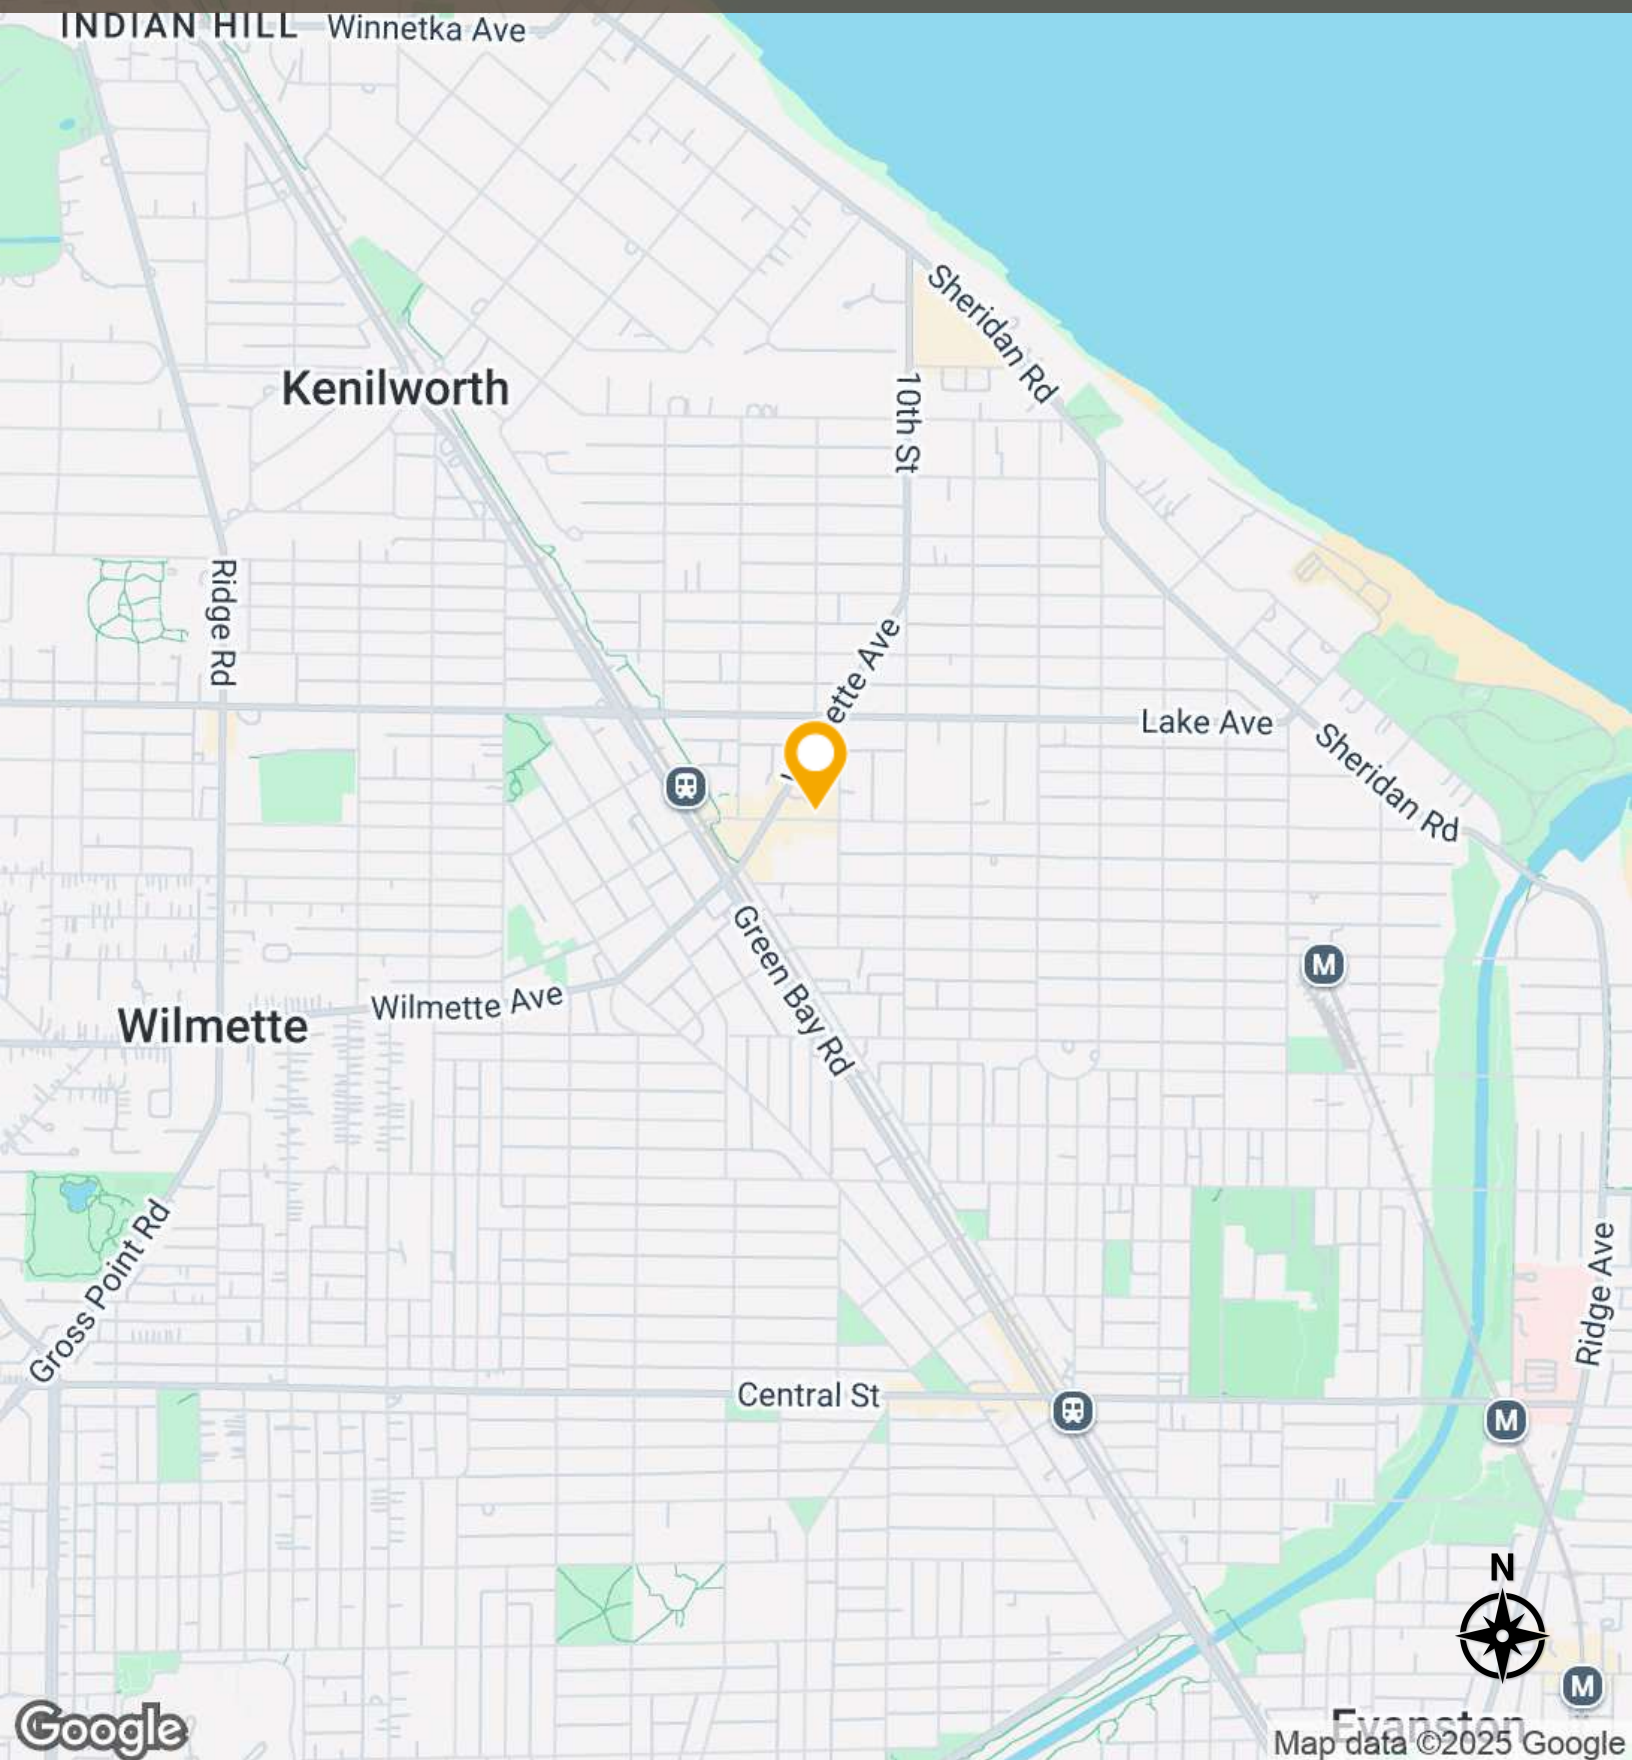 INDIAN HILL
Winnetka Ave
Sheridan Rd
Kenilworth
10th St
Ridge Rd
ette Ave
Lake Ave
Sheridan Rd
Green Bay Rd
M
Wilmette Ave
Wilmette
Gross Point Rd
Ridge Ave
Central St
M
N
M
Evanston
Google
Map data ©2025 Google